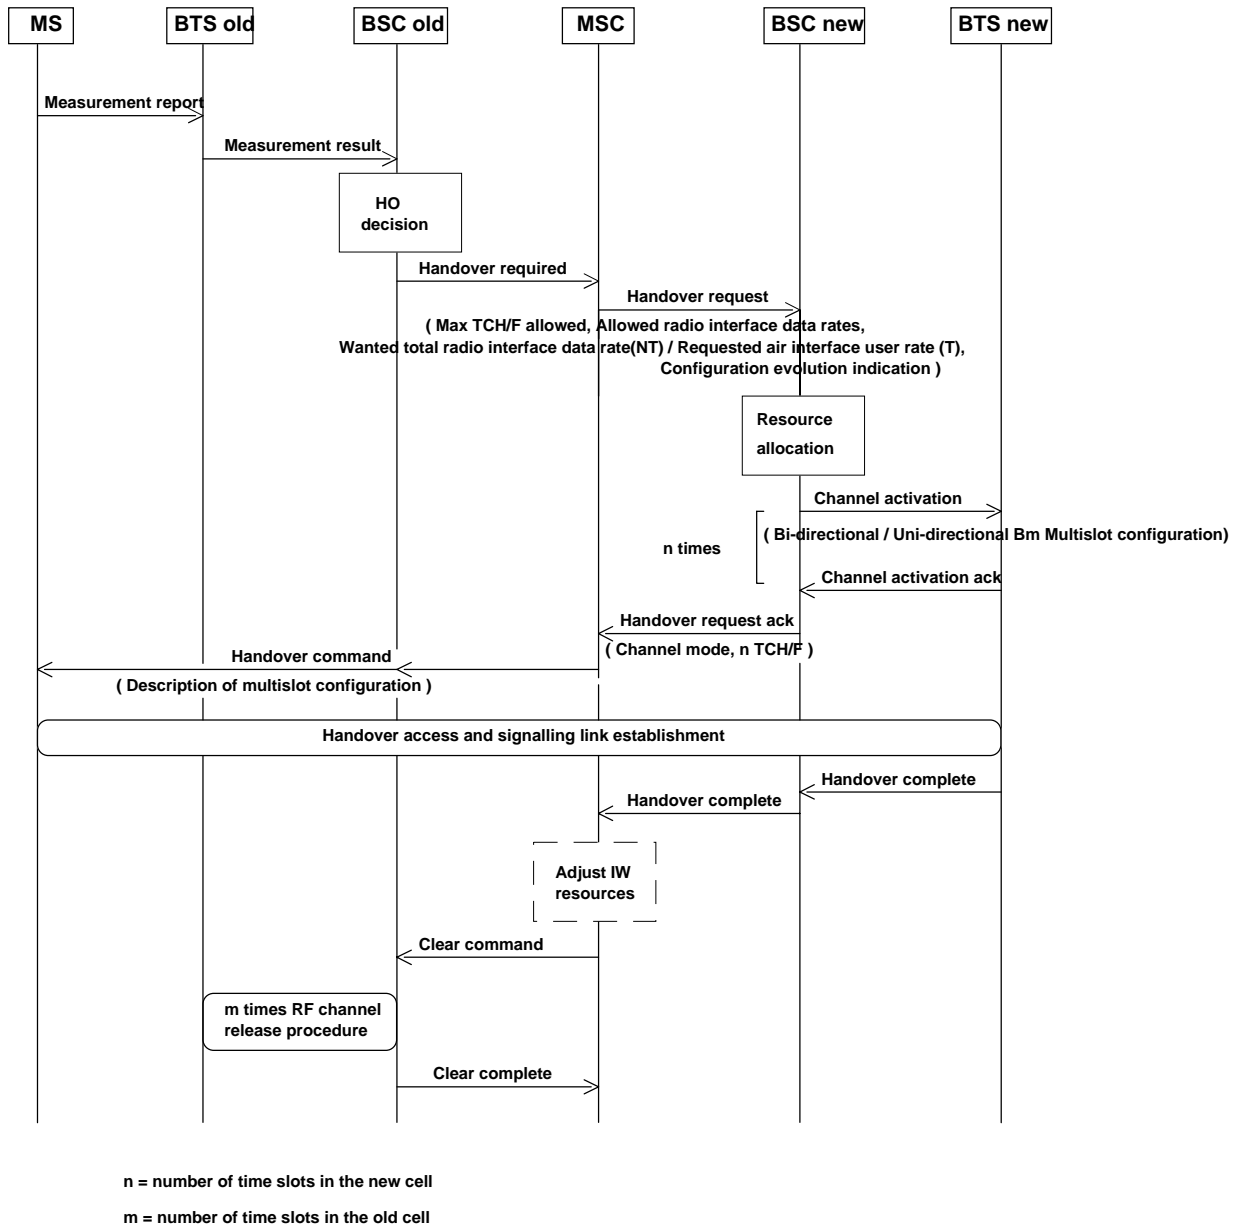 MS
BTS old
BSC old
MSC
BSC new
BTS new
Measurement report
Measurement result
HO
decision
Handover required
Handover request
( Max TCH/F allowed, Allowed radio interface data rates,
Wanted total radio interface data rate(NT) / Requested air interface user rate (T),
Configuration evolution indication )
Resource
allocation
Channel activation
( Bi-directional / Uni-directional Bm Multislot configuration)
n times
Channel activation ack
Handover request ack
( Channel mode, n TCH/F )
Handover command
( Description of multislot configuration )
Handover access and signalling link establishment
Handover complete
Handover complete
Adjust IW
resources
Clear command
m times RF channel
release procedure
Clear complete
n = number of time slots in the new cell
m = number of time slots in the old cell